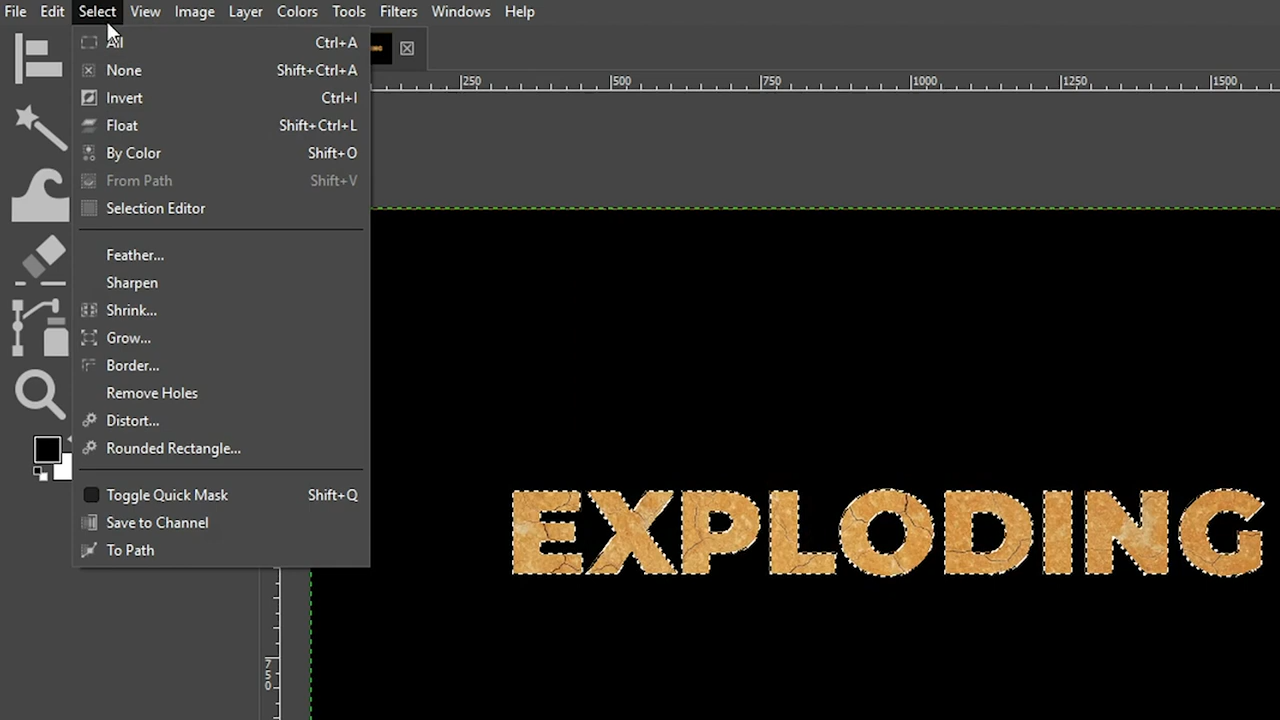 File Edit Select View Image Layer Colors Tools Filters Windows Help
All Ctrl+A
None Shift+Ctrl+A
Invert Ctrl+I
Float Shift+Ctrl+L
By Color Shift+O
From Path Shift+V
Selection Editor
Feather...
Sharpen
Shrink...
Grow...
Border...
Remove Holes
Distort...
Rounded Rectangle...
Toggle Quick Mask Shift+Q
Save to Channel
To Path
250 500 750 1000 1250 1500
EXPLODING
750